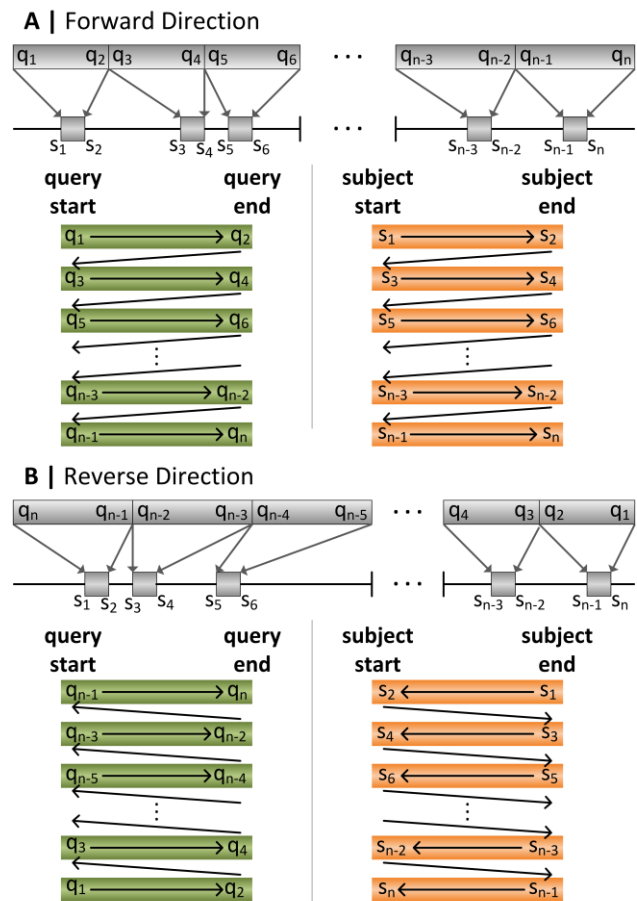 A | Forward Direction
q1 q2 q3 q4 q5 q6 ... qn-3 qn-2 qn-1 qn
...
s1 s2 s3 s4 s5 s6 sn-3 sn-2 sn-1 sn
query query subject subject
start end start end
q1 q2 s1 s2
q3 q4 s3 s4
q5 q6 s5 s6
qn-3 qn-2 sn-3 sn-2
qn-1 qn sn-1 sn
B | Reverse Direction
qn qn-1 qn-2 qn-3 qn-4 qn-5 ... q4 q3 q2 q1
...
s1 s2 s3 s4 s5 s6 sn-3 sn-2 sn-1 sn
query query subject subject
start end start end
qn-1 qn s2 s1
qn-3 qn-2 s4 s3
qn-5 qn-4 s6 s5
q3 q4 sn-2 sn-3
q1 q2 sn sn-1